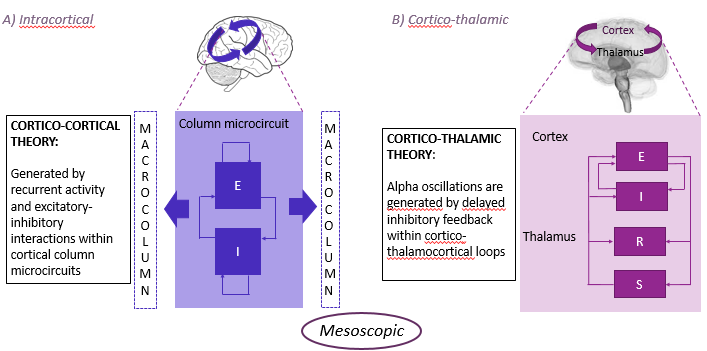 A) Intracortical
CORTICO-CORTICAL
THEORY:
Generated by
recurrent activity
and excitatory-
inhibitory
interactions within
cortical column
microcircuits
MACROCOLUMN
Column microcircuit
E
I
MACROCOLUMN
B) Cortico-thalamic
Cortex
Thalamus
CORTICO-THALAMIC
THEORY:
Alpha oscillations are
generated by delayed
inhibitory feedback
within cortico-
thalamocortical loops
Cortex
E
I
Thalamus
R
S
Mesoscopic